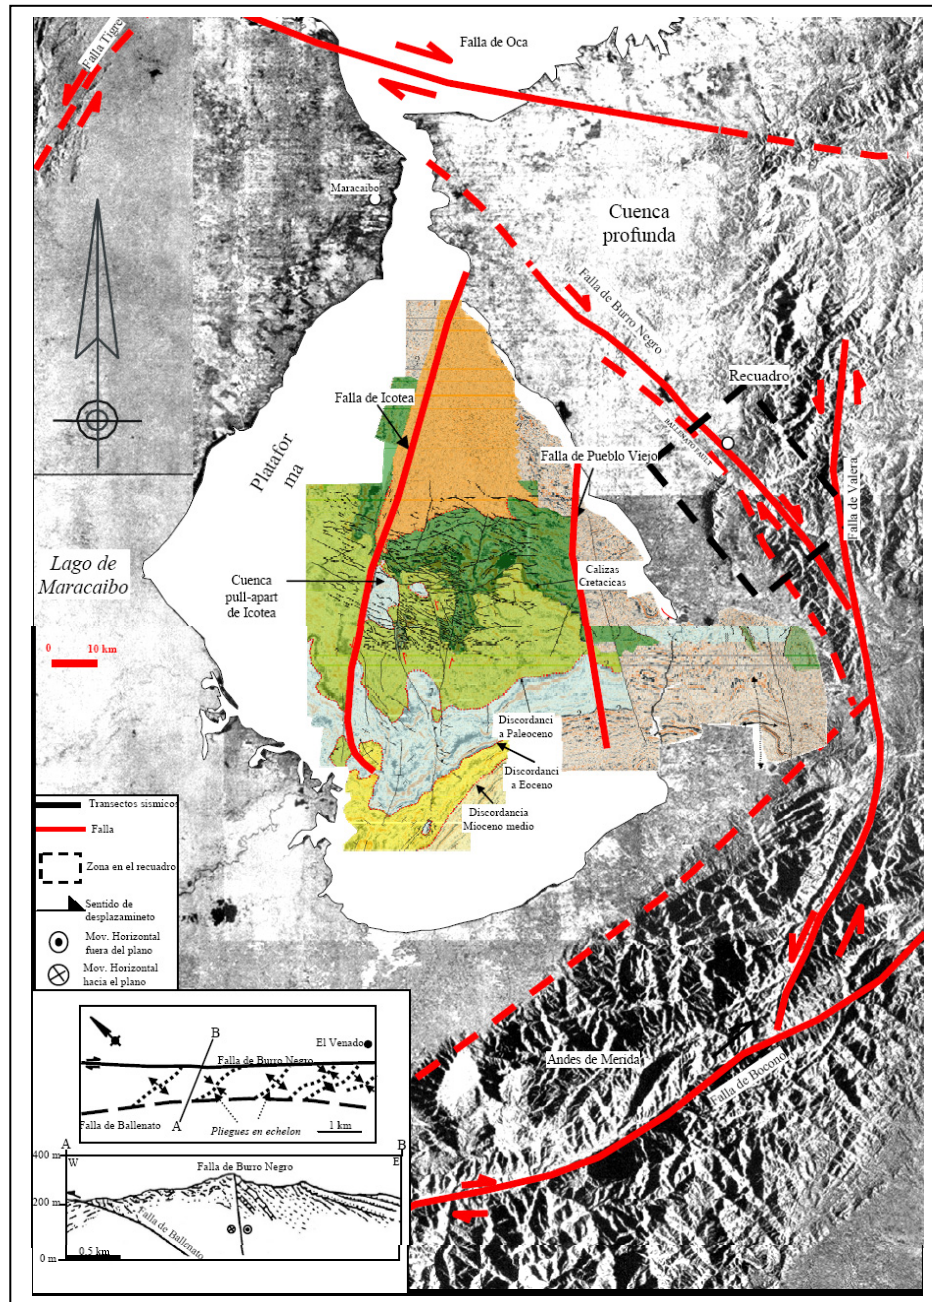 Falla de Oca
Falla Tigre
Maracaibo
Cuenca
profunda
Falla de Burro Negro
Recuadro
Falla de Icotea
BALLENATO FAULT
Falla de Pueblo Viejo
Platafor
ma
Falla de Valera
Lago de
Maracaibo
Cuenca
pull-apart
de Icotea
Calizas
Cretacicas
0 10 km
Discordanci
a Paleoceno
Discordanci
a Eoceno
Discordancia
Mioceno medio
Transectos sismicos
Falla
Zona en el recuadro
Sentido de
desplazamineto
Mov. Horizontal
fuera del plano
Mov. Horizontal
hacia el plano
Andes de Merida
Falla de Bocono
B
El Venado
Falla de Burro Negro
Falla de Ballenato
A
Pliegues en echelon
1 km
A
B
400 m
W
E
Falla de Burro Negro
200 m
Falla de Ballenato
0 m
0.5 km